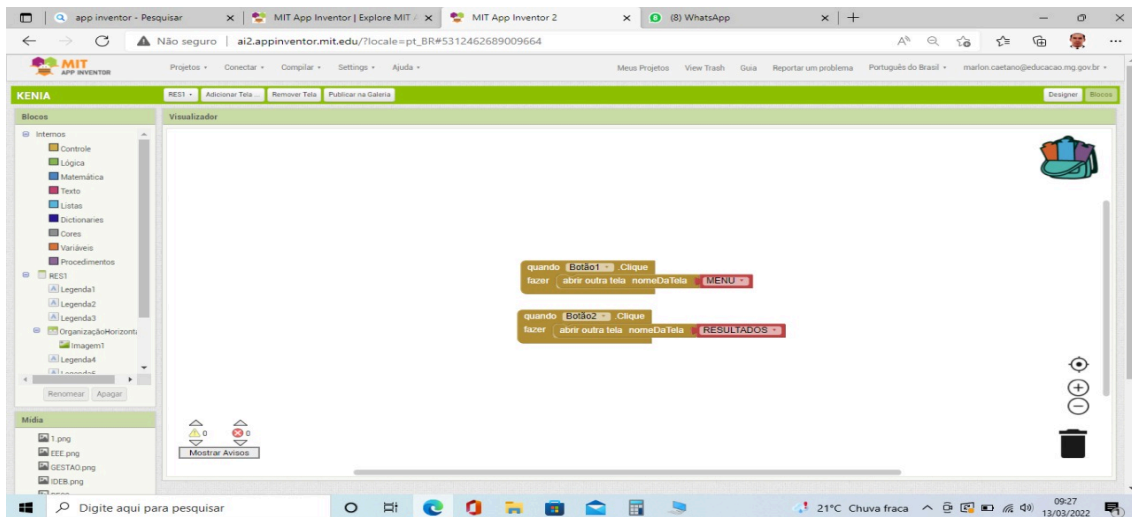 app inventor - Pesquisar
MIT App Inventor | Explore MIT
MIT App Inventor 2
(8) WhatsApp
Não seguro
ai2.appinventor.mit.edu/?locale=pt_BR#5312462689009664
MIT
APP INVENTOR
Projetos
Conectar
Compilar
Settings
Ajuda
Meus Projetos
View Trash
Guia
Reportar um problema
Português do Brasil
marlon.caetano@educacao.mg.gov.br
KENIA
RES1
Adicionar Tela ...
Remover Tela
Publicar na Galeria
Designer
Blocos
Blocos
Visualizador
Internos
Controle
Lógica
Matemática
Texto
Listas
Dictionaries
Cores
Variáveis
Procedimentos
RES1
Legenda1
Legenda2
Legenda3
OrganizaçãoHorizonta
Imagem1
Legenda4
Renomear
Apagar
quando Botão1 .Clique
fazer abrir outra tela nomeDaTela MENU
quando Botão2 .Clique
fazer abrir outra tela nomeDaTela RESULTADOS
Mídia
1.png
EEE.png
GESTAO.png
IDEB.png
0
0
Mostrar Avisos
Digite aqui para pesquisar
21°C Chuva fraca
09:27
13/03/2022